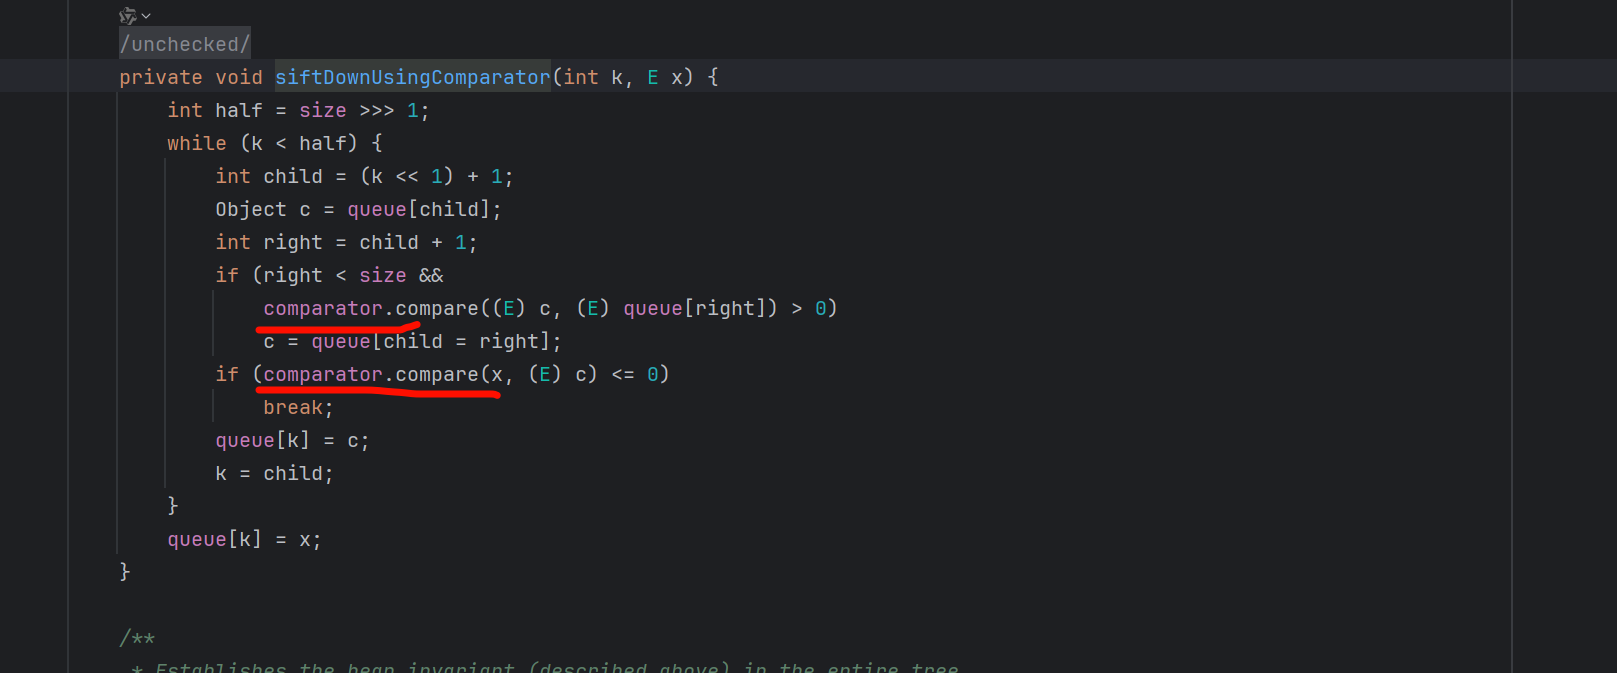 /unchecked/
private void siftDownUsingComparator(int k, E x) {
int half = size >>> 1;
while (k < half) {
int child = (k << 1) + 1;
Object c = queue[child];
int right = child + 1;
if (right < size &&
comparator.compare((E) c, (E) queue[right]) > 0)
c = queue[child = right];
if (comparator.compare(x, (E) c) <= 0)
break;
queue[k] = c;
k = child;
}
queue[k] = x;
}
/**
* Establishes the heap invariant (described above) in the entire tree